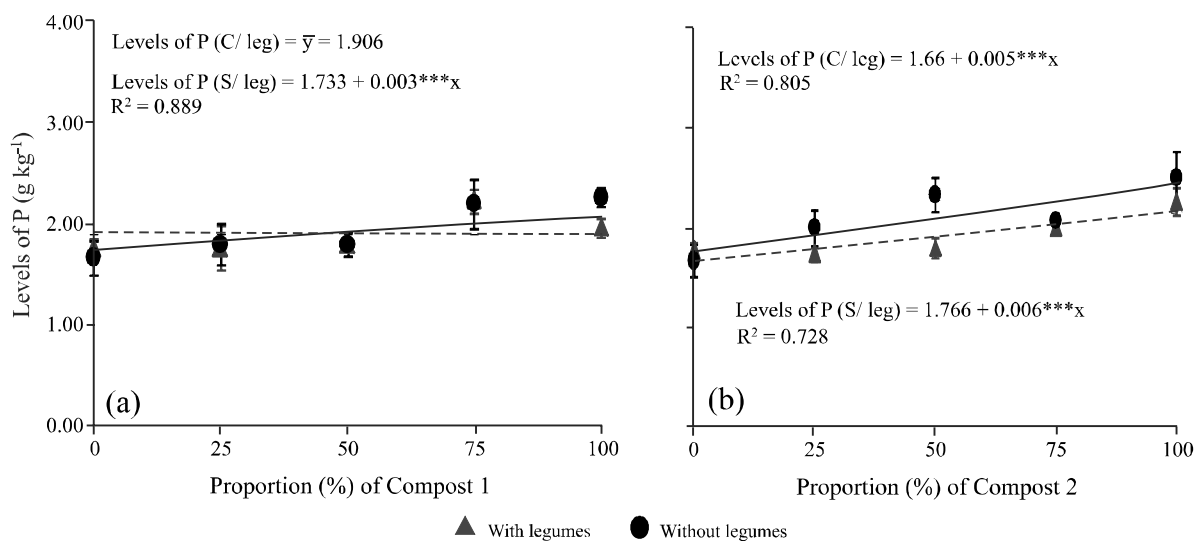 4.00
3.00
2.00
1.00
0.00
Levels of P (g kg⁻¹)
Levels of P (C/ leg) = y̅ = 1.906
Levels of P (S/ leg) = 1.733 + 0.003***x
R² = 0.889
(a)
0 25 50 75 100
Proportion (%) of Compost 1
Levels of P (C/ leg) = 1.66 + 0.005***x
R² = 0.805
Levels of P (S/ leg) = 1.766 + 0.006***x
R² = 0.728
(b)
0 25 50 75 100
Proportion (%) of Compost 2
With legumes Without legumes